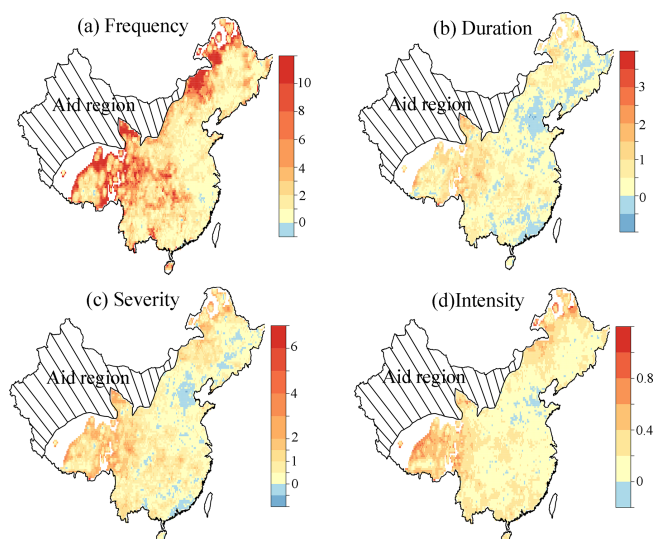 (a) Frequency
Aid region
10
8
6
4
2
0
(b) Duration
Aid region
3
2
1
0
(c) Severity
Aid region
6
4
2
1
0
(d)Intensity
Aid region
0.8
0.4
0